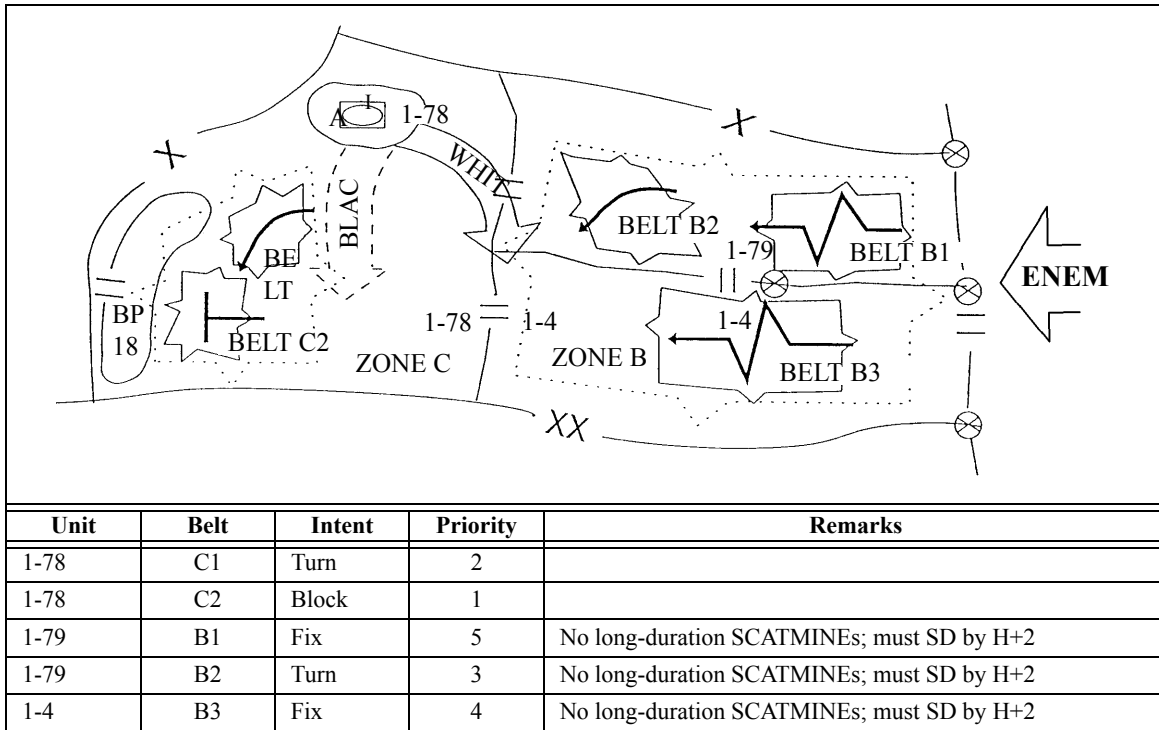 A I 1-78
X
X
WHIT
BLAC
BELT B2
BELT B1
1-79
BE
LT
ENEM
BP
18
1-78
1-4
1-4
BELT C2
ZONE C
ZONE B
BELT B3
XX
Unit Belt Intent Priority Remarks
1-78 C1 Turn 2
1-78 C2 Block 1
1-79 B1 Fix 5 No long-duration SCATMINEs; must SD by H+2
1-79 B2 Turn 3 No long-duration SCATMINEs; must SD by H+2
1-4 B3 Fix 4 No long-duration SCATMINEs; must SD by H+2